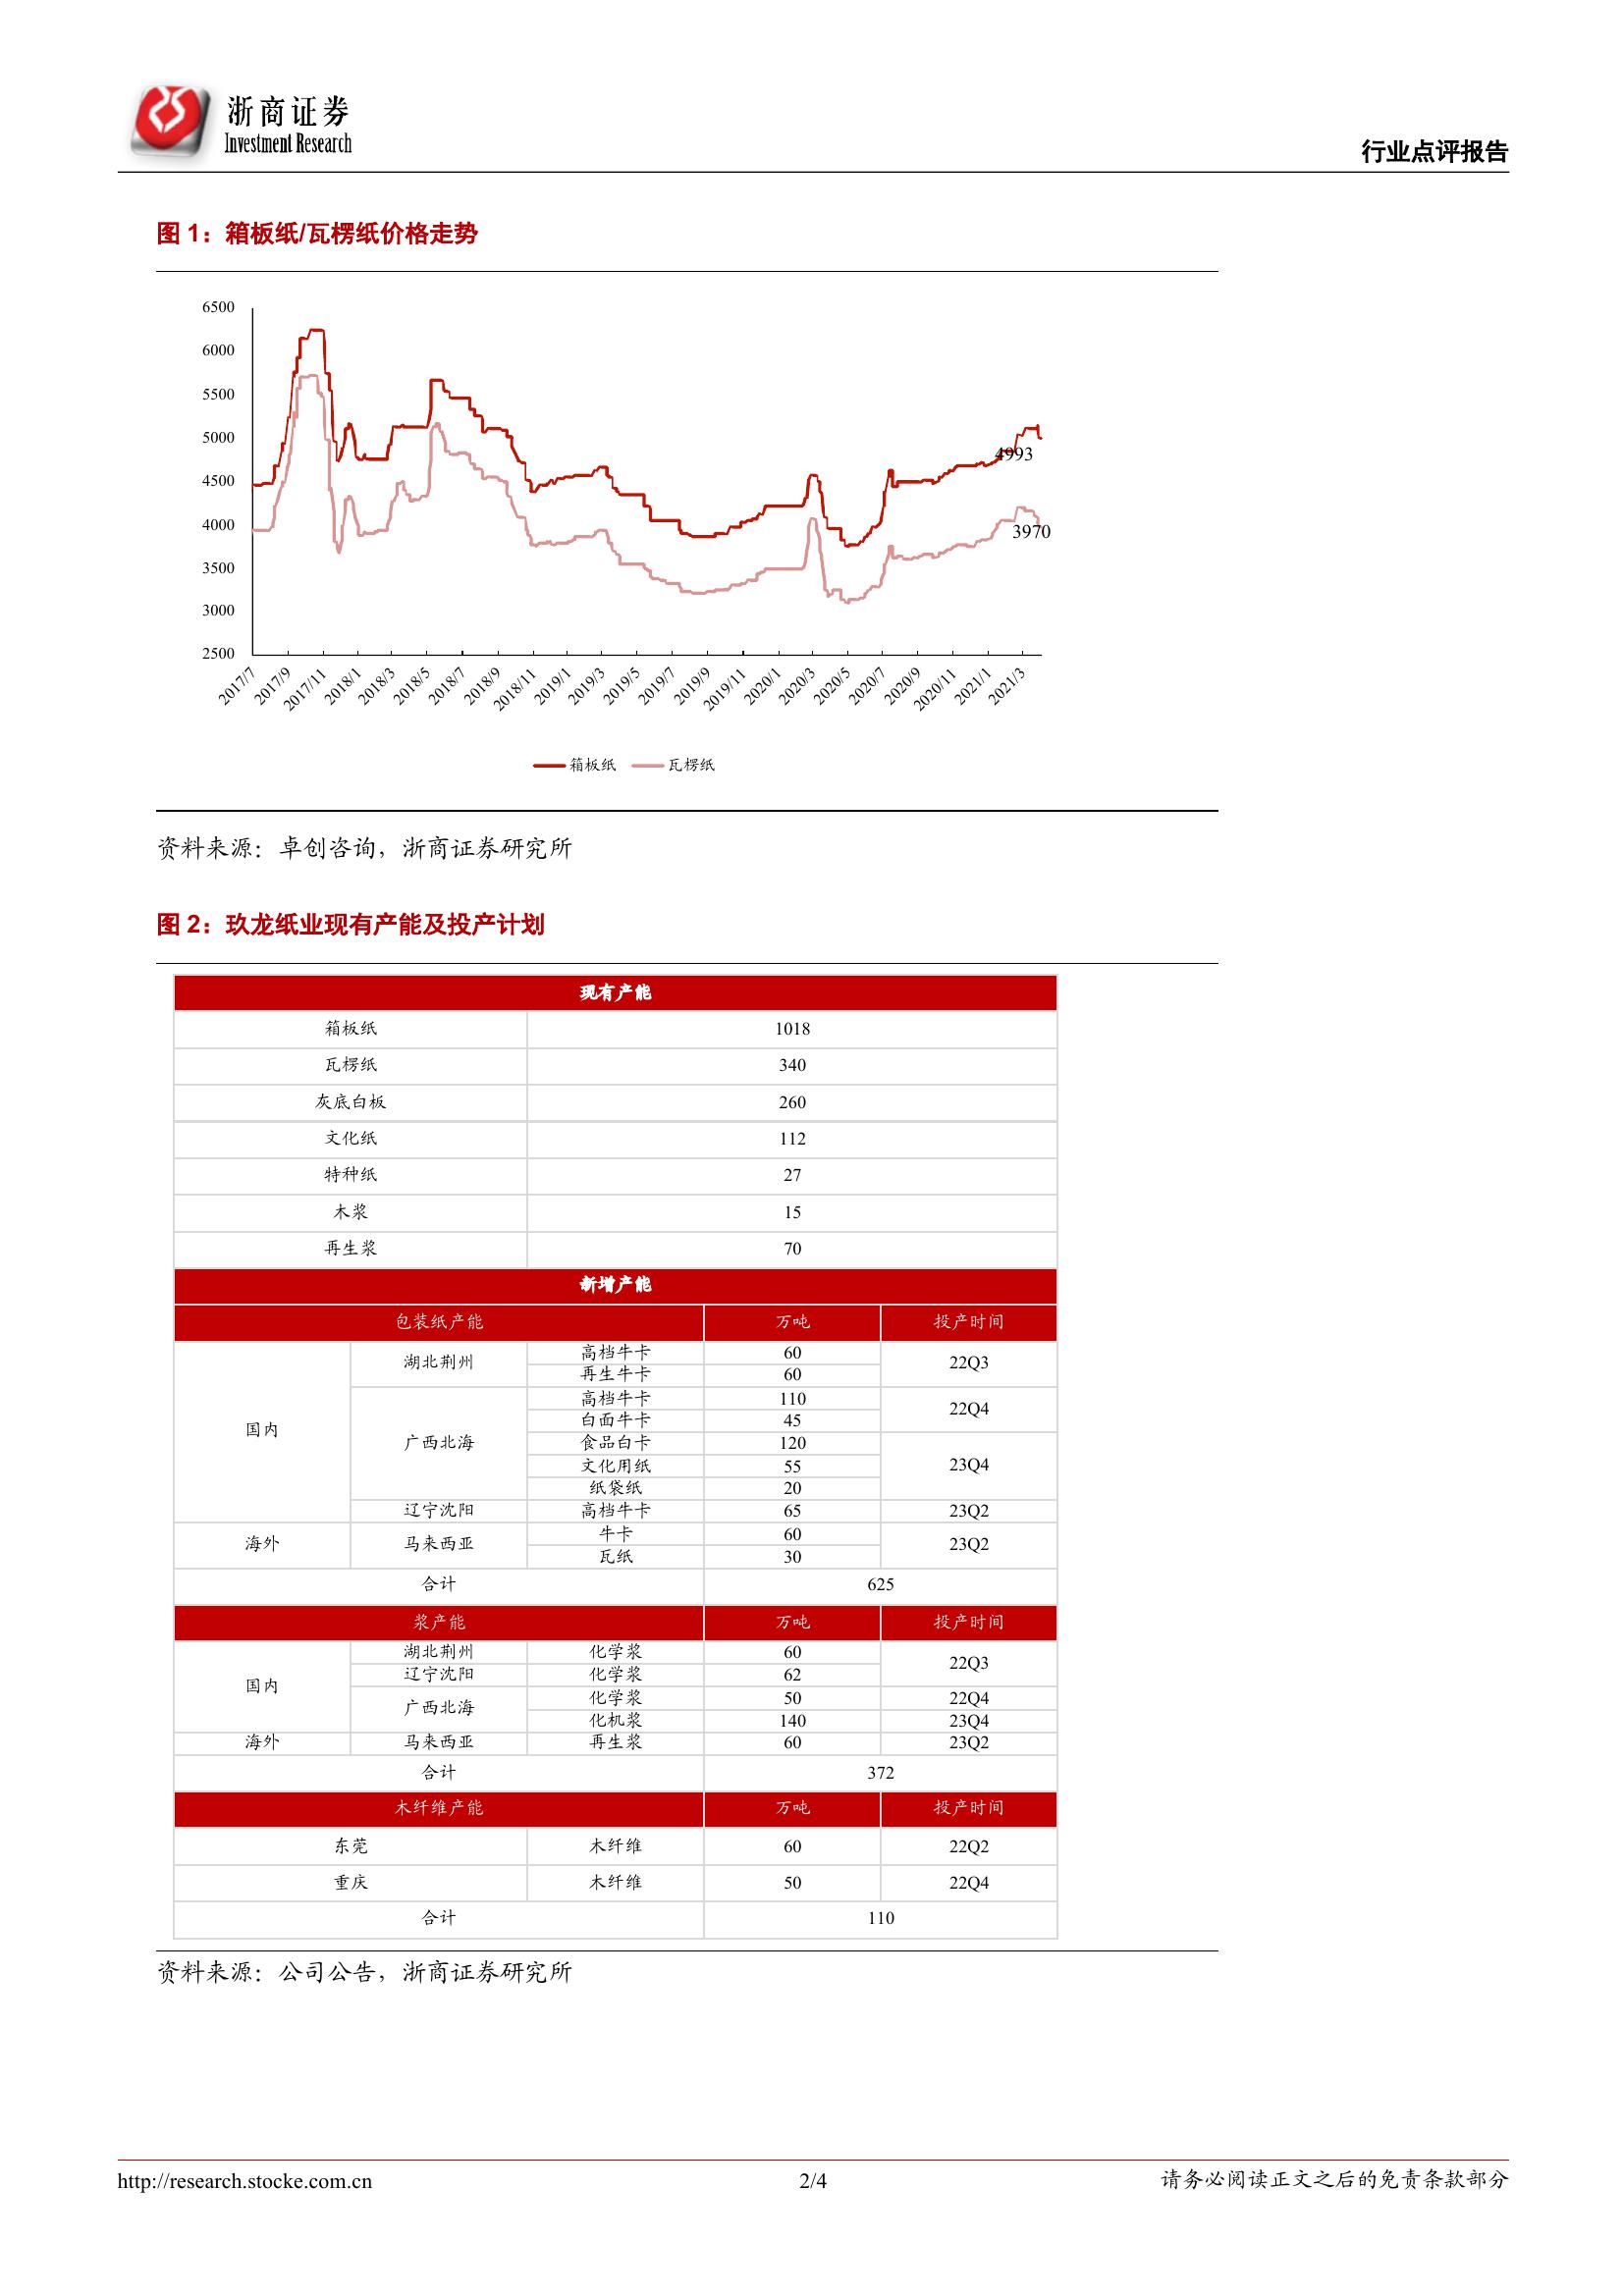 浙商证券
Investment Research
行业点评报告
图 1：箱板纸/瓦楞纸价格走势
6500
6000
5500
5000
4500
4000
3500
3000
2500
4993
3970
2017/7 2017/9 2017/11 2018/1 2018/3 2018/5 2018/7 2018/9 2018/11 2019/1 2019/3 2019/5 2019/7 2019/9 2019/11 2020/1 2020/3 2020/5 2020/7 2020/9 2020/11 2021/1 2021/3
箱板纸 瓦楞纸
资料来源：卓创咨询，浙商证券研究所
图 2：玖龙纸业现有产能及投产计划
现有产能
箱板纸 1018
瓦楞纸 340
灰底白板 260
文化纸 112
特种纸 27
木浆 15
再生浆 70
新增产能
包装纸产能 万吨 投产时间
国内 湖北荆州 高档牛卡 60 22Q3
再生牛卡 60
广西北海 高档牛卡 110 22Q4
白面牛卡 45
食品白卡 120 23Q4
文化用纸 55
纸袋纸 20
辽宁沈阳 高档牛卡 65 23Q2
海外 马来西亚 牛卡 60 23Q2
瓦纸 30
合计 625
浆产能 万吨 投产时间
国内 湖北荆州 化学浆 60 22Q3
辽宁沈阳 化学浆 62
广西北海 化学浆 50 22Q4
化机浆 140 23Q4
海外 马来西亚 再生浆 60 23Q2
合计 372
木纤维产能 万吨 投产时间
东莞 木纤维 60 22Q2
重庆 木纤维 50 22Q4
合计 110
资料来源：公司公告，浙商证券研究所
http://research.stocke.com.cn 2/4 请务必阅读正文之后的免责条款部分